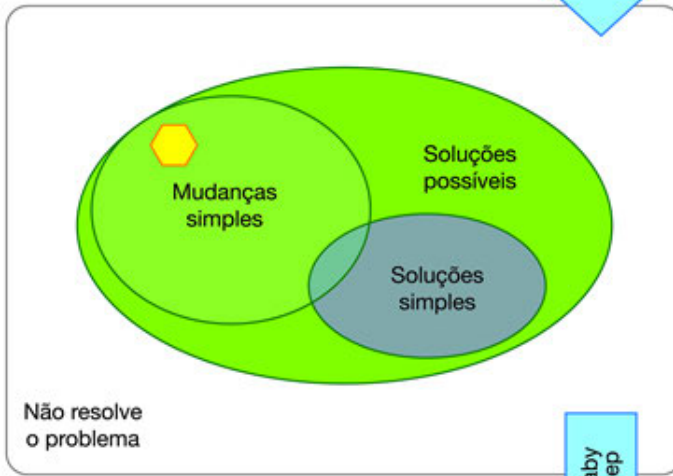 Soluções
possíveis
Mudanças
simples
Soluções
simples
Não resolve
o problema